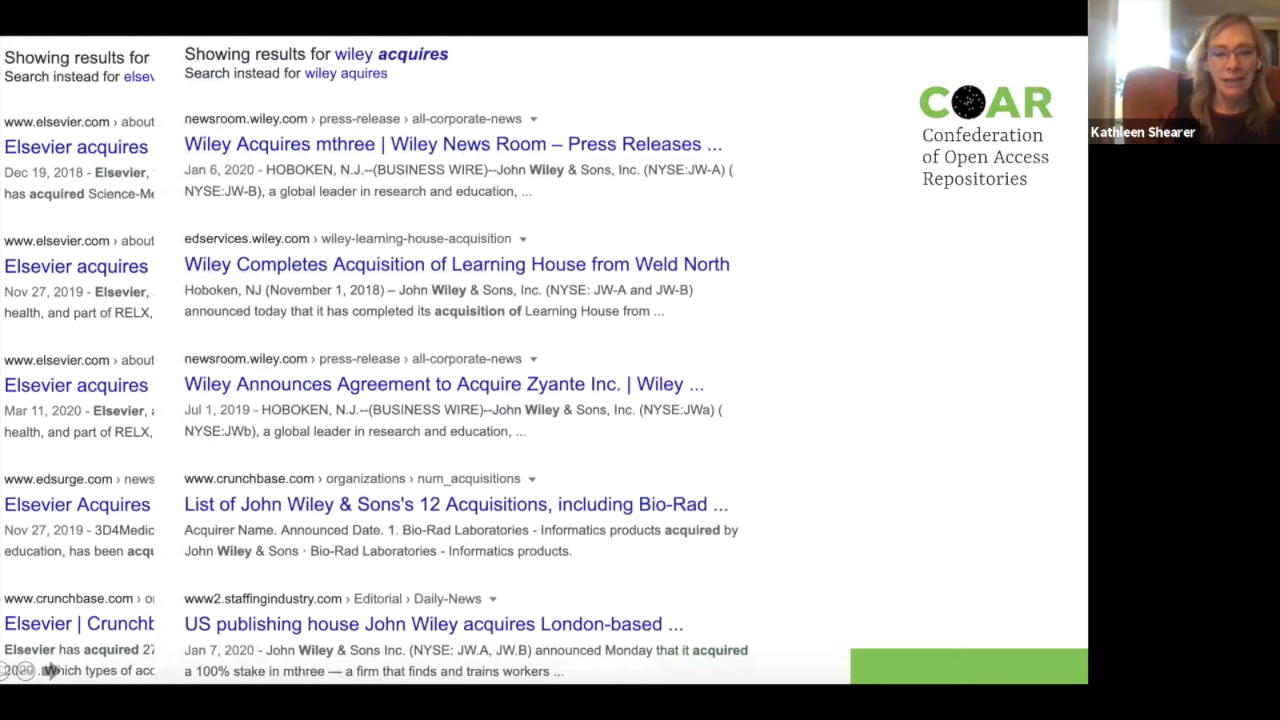 Showing results for
Search instead for elsev
www.elsevier.com › about
Elsevier acquires
Dec 19, 2018 - Elsevier,
has acquired Science-Me
www.elsevier.com › about
Elsevier acquires
Nov 27, 2019 - Elsevier,
health, and part of RELX,
www.elsevier.com › about
Elsevier acquires
Mar 11, 2020 - Elsevier, a
health, and part of RELX,
www.edsurge.com › news
Elsevier Acquires
Nov 27, 2019 - 3D4Medic
education, has been acqu
www.crunchbase.com › or
Elsevier | Crunchb
Elsevier has acquired 27
2020 . Which types of acc
Showing results for wiley acquires
Search instead for wiley aquires
newsroom.wiley.com › press-release › all-corporate-news
Wiley Acquires mthree | Wiley News Room – Press Releases ...
Jan 6, 2020 - HOBOKEN, N.J.--(BUSINESS WIRE)--John Wiley & Sons, Inc. (NYSE:JW-A) (
NYSE:JW-B), a global leader in research and education, ...
edservices.wiley.com › wiley-learning-house-acquisition
Wiley Completes Acquisition of Learning House from Weld North
Hoboken, NJ (November 1, 2018) – John Wiley & Sons, Inc. (NYSE: JW-A and JW-B)
announced today that it has completed its acquisition of Learning House from ...
newsroom.wiley.com › press-release › all-corporate-news
Wiley Announces Agreement to Acquire Zyante Inc. | Wiley ...
Jul 1, 2019 - HOBOKEN, N.J.--(BUSINESS WIRE)--John Wiley & Sons, Inc. (NYSE:JWa) (
NYSE:JWb), a global leader in research and education, ...
www.crunchbase.com › organizations › num_acquisitions
List of John Wiley & Sons's 12 Acquisitions, including Bio-Rad ...
Acquirer Name. Announced Date. 1. Bio-Rad Laboratories - Informatics products acquired by
John Wiley & Sons · Bio-Rad Laboratories - Informatics products.
www2.staffingindustry.com › Editorial › Daily-News
US publishing house John Wiley acquires London-based ...
Jan 7, 2020 - John Wiley & Sons Inc. (NYSE: JW.A, JW.B) announced Monday that it acquired
a 100% stake in mthree — a firm that finds and trains workers ...
COAR
Confederation
of Open Access
Repositories
Kathleen Shearer